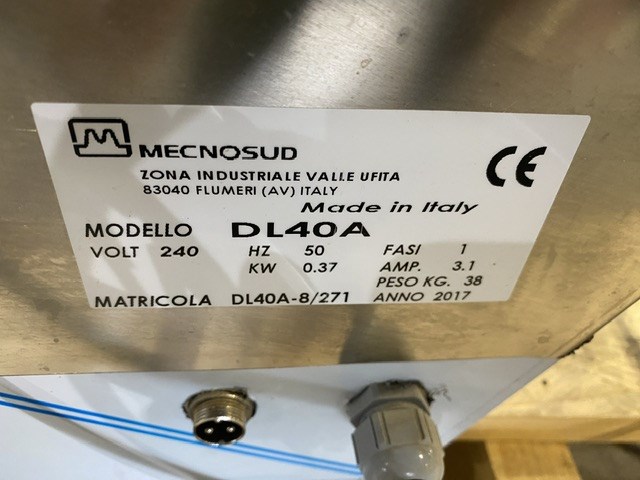 MECNOSUD
ZONA INDUSTRIALE VALLE UFITA
83040 FLUMERI (AV) ITALY
CE
Made in Italy
MODELLO DL40A
VOLT 240 HZ 50 FASI 1
KW 0.37 AMP. 3.1
PESO KG. 38
MATRICOLA DL40A-8/271 ANNO 2017